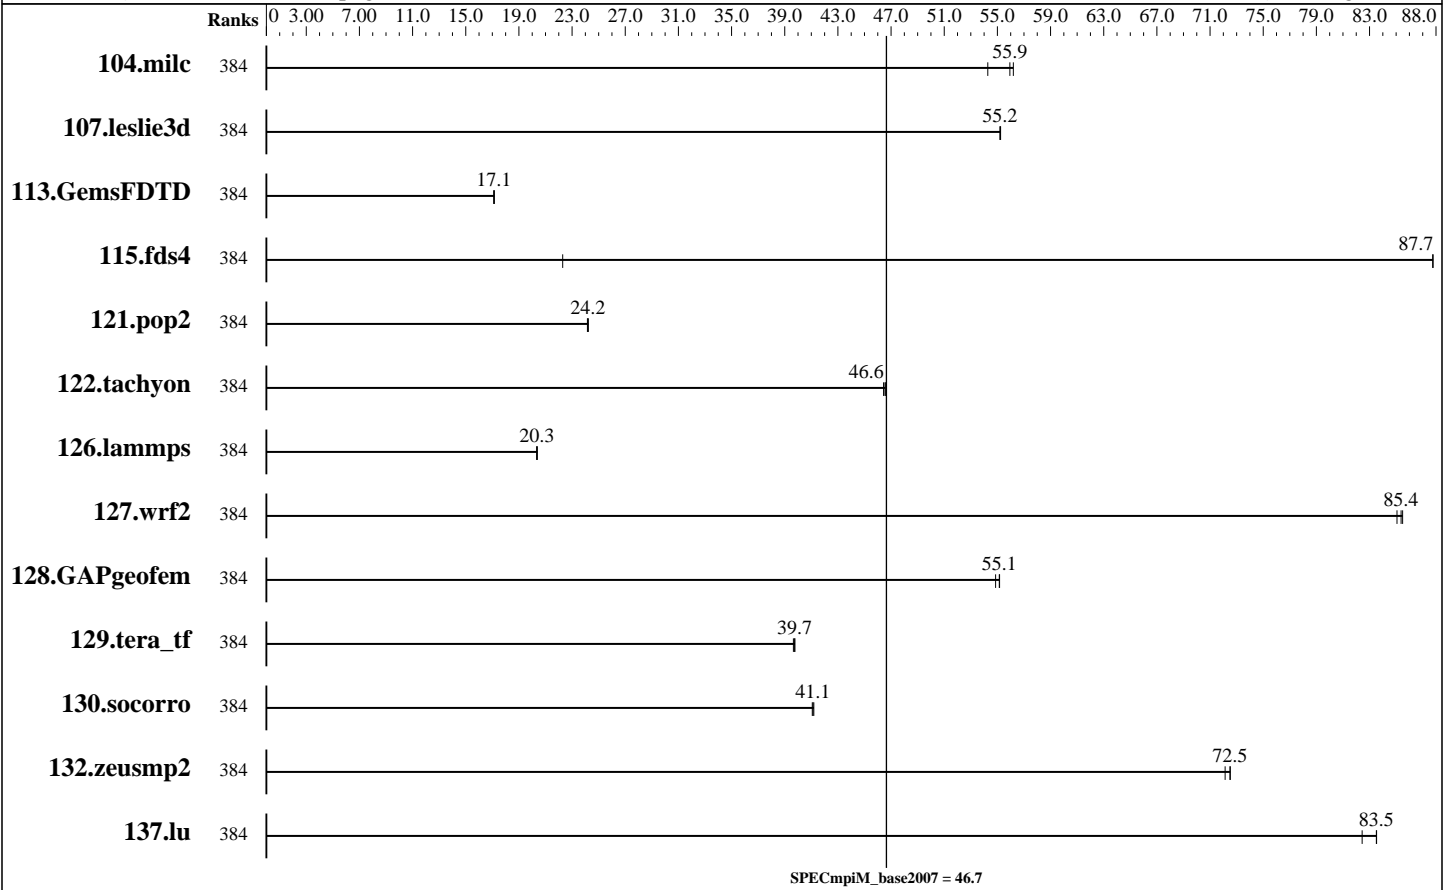 Ranks 0 3.00 7.00 11.0 15.0 19.0 23.0 27.0 31.0 35.0 39.0 43.0 47.0 51.0 55.0 59.0 63.0 67.0 71.0 75.0 79.0 83.0 88.0
104.milc 384 55.9
107.leslie3d 384 55.2
113.GemsFDTD 384 17.1
115.fds4 384 87.7
121.pop2 384 24.2
122.tachyon 384 46.6
126.lammps 384 20.3
127.wrf2 384 85.4
128.GAPgeofem 384 55.1
129.tera_tf 384 39.7
130.socorro 384 41.1
132.zeusmp2 384 72.5
137.lu 384 83.5
SPECmpiM_base2007 = 46.7